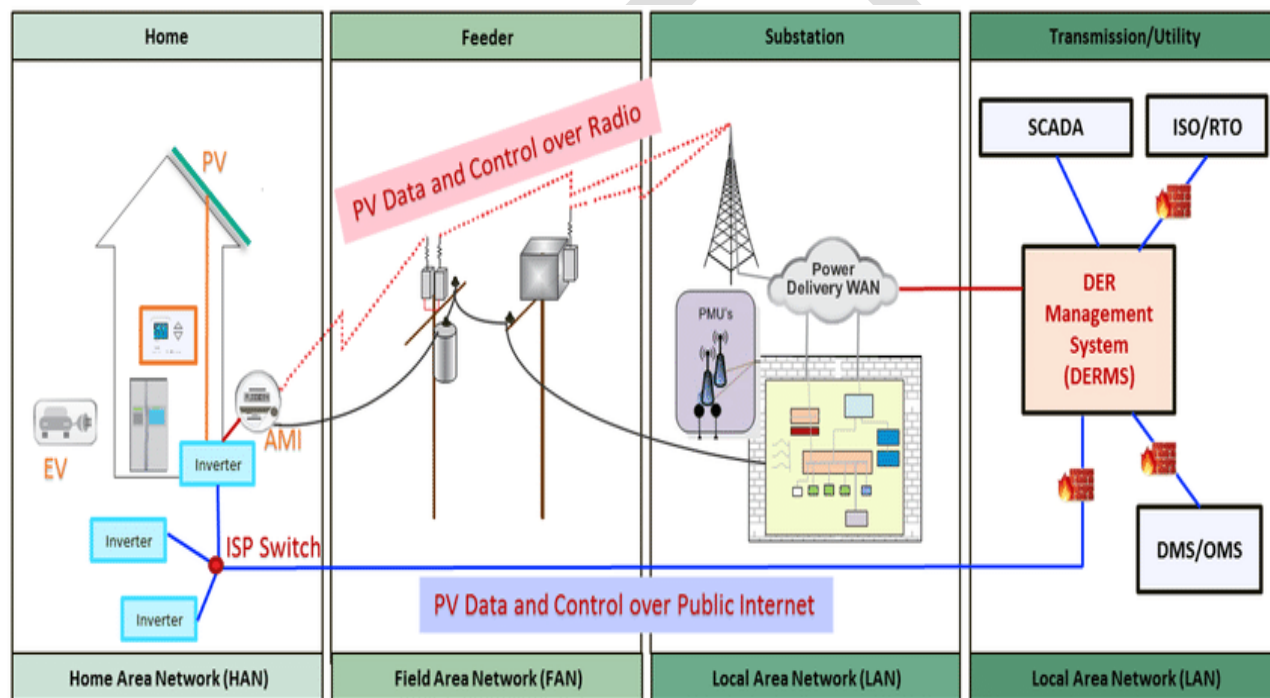 Home
Feeder
Substation
Transmission/Utility
PV Data and Control over Radio
PV
SCADA
ISO/RTO
Power
Delivery WAN
DER
Management
System
(DERMS)
PMU's
AMI
EV
Inverter
Inverter
ISP Switch
Inverter
DMS/OMS
PV Data and Control over Public Internet
Home Area Network (HAN)
Field Area Network (FAN)
Local Area Network (LAN)
Local Area Network (LAN)